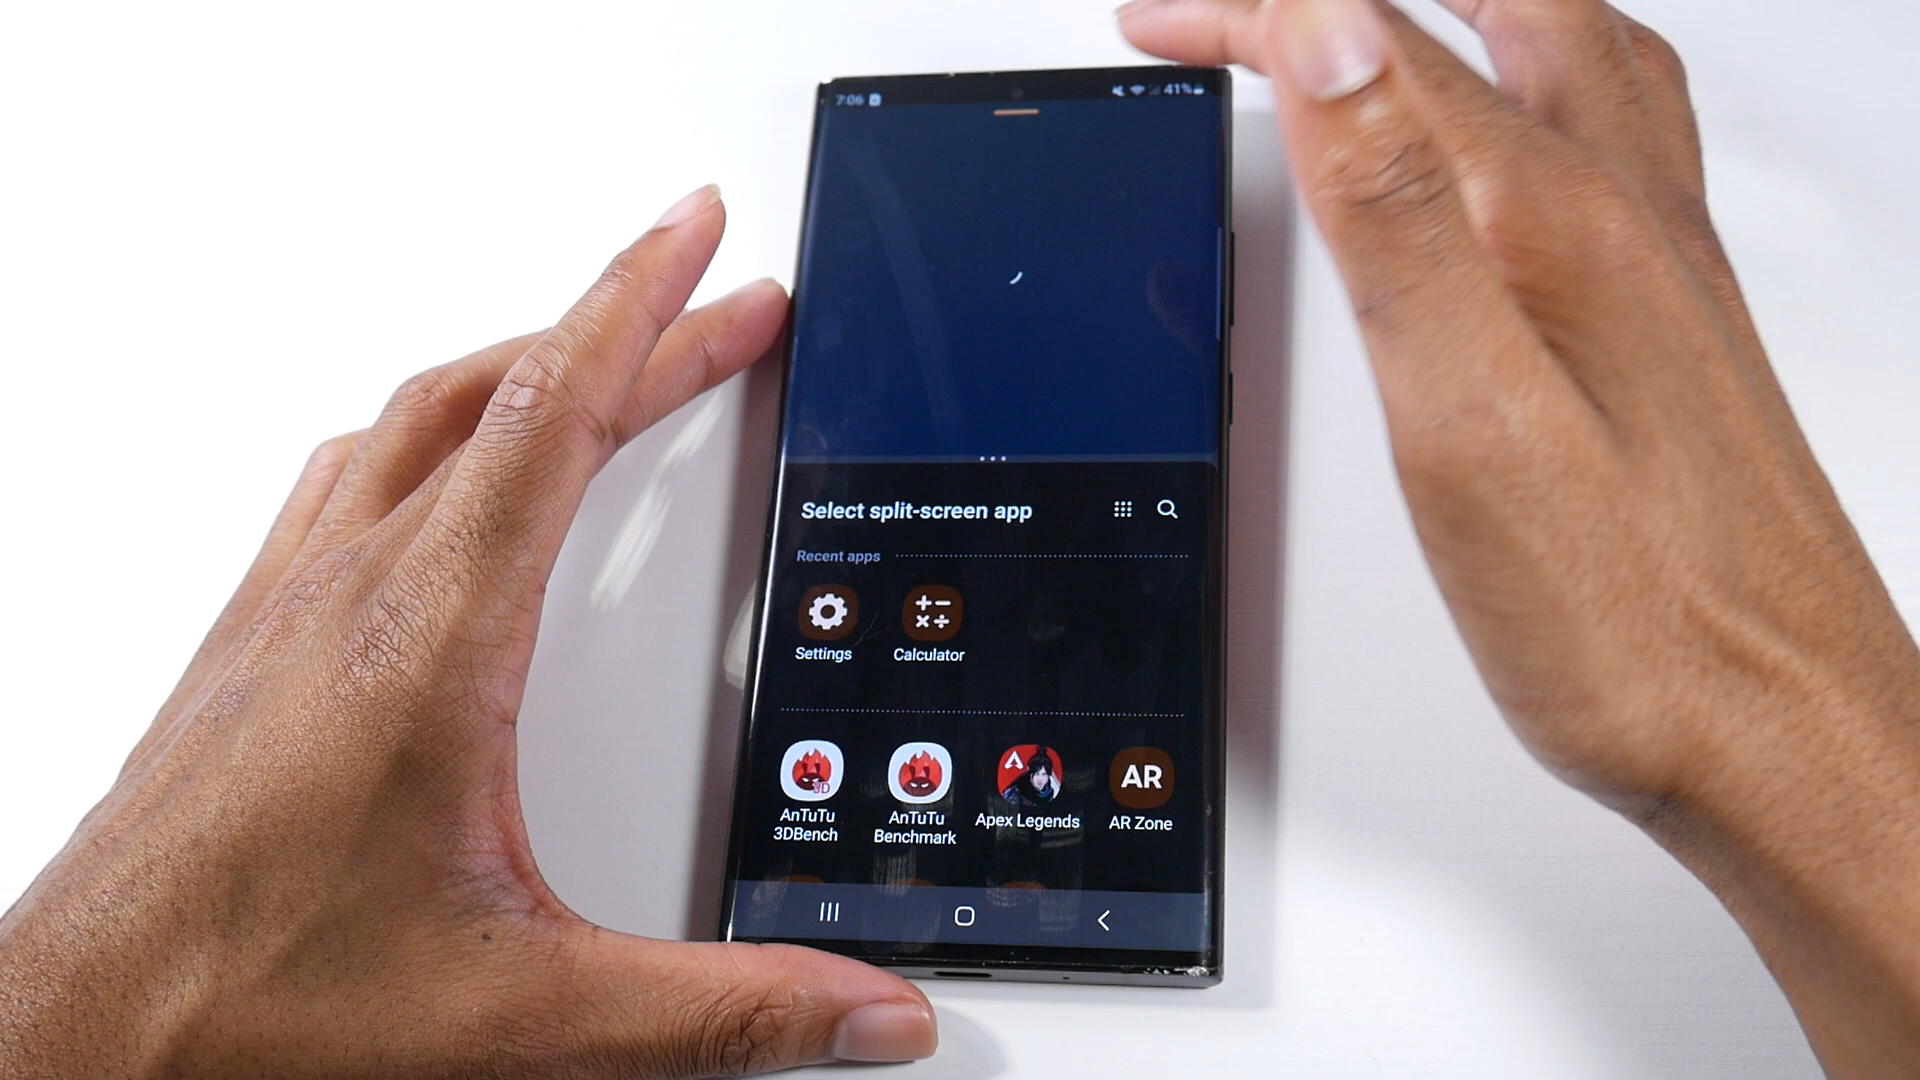 7:06
41%
Select split-screen app
Recent apps
Settings
Calculator
AnTuTu
3DBench
AnTuTu
Benchmark
Apex Legends
AR
AR Zone
3D